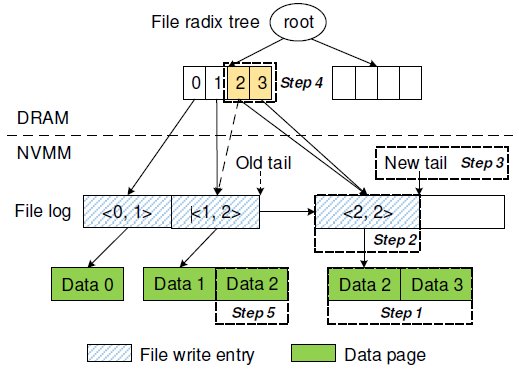 File radix tree root
0 1 2 3 Step 4
DRAM
NVMM
Old tail New tail Step 3
File log <0, 1> <1, 2> <2, 2>
Step 2
Data 0 Data 1 Data 2 Data 2 Data 3
Step 5 Step 1
File write entry Data page